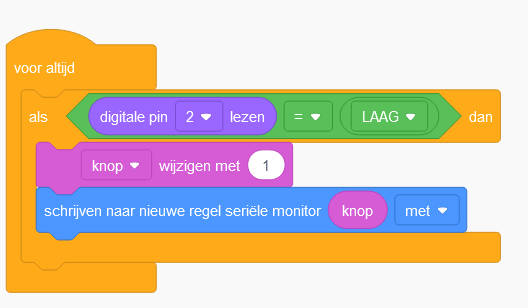 voor altijd
als digitale pin 2 lezen = LAAG dan
knop wijzigen met 1
schrijven naar nieuwe regel seriële monitor knop met